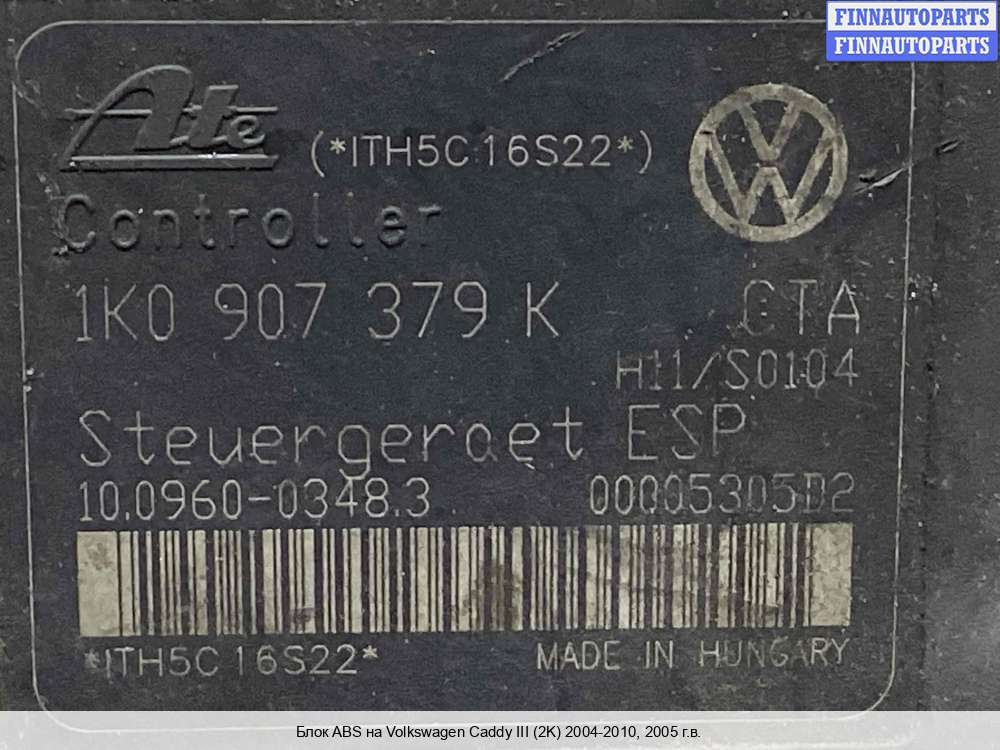 FINNAUTOPARTS
FINNAUTOPARTS
Ate (*ITH5C16S22*)
Controller
1K0 907 379 K CTA
H11/S0104
Steuergeraet ESP
10.0960-0348.3 00005305D2
*ITH5C16S22* MADE IN HUNGARY
Блок ABS на Volkswagen Caddy III (2K) 2004-2010, 2005 г.в.